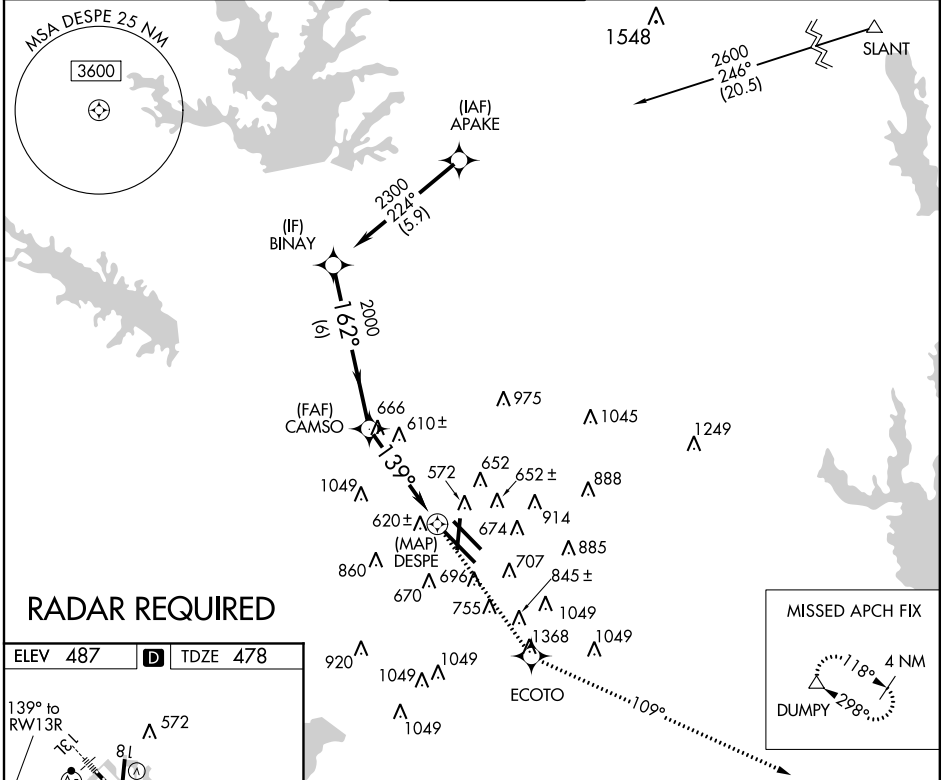 MSA DESPE 25 NM
3600
1548
SLANT
2600
246°
(20.5)
(IAF)
APAKE
2300
224°
(5.9)
(IF)
BINAY
2000
162°
(6)
(FAF)
CAMSO
666
610±
975
1045
1249
139°
1049
572
652
652±
888
620±
674
914
(MAP)
DESPE
885
860
670
696
707
845±
755
1049
1368
1049
RADAR REQUIRED
ELEV 487 D TDZE 478
920
1049
1049
1049
ECOTO
109°
MISSED APCH FIX
118°
4 NM
DUMPY
298°
139° to
RW13R
572
13L
18
V